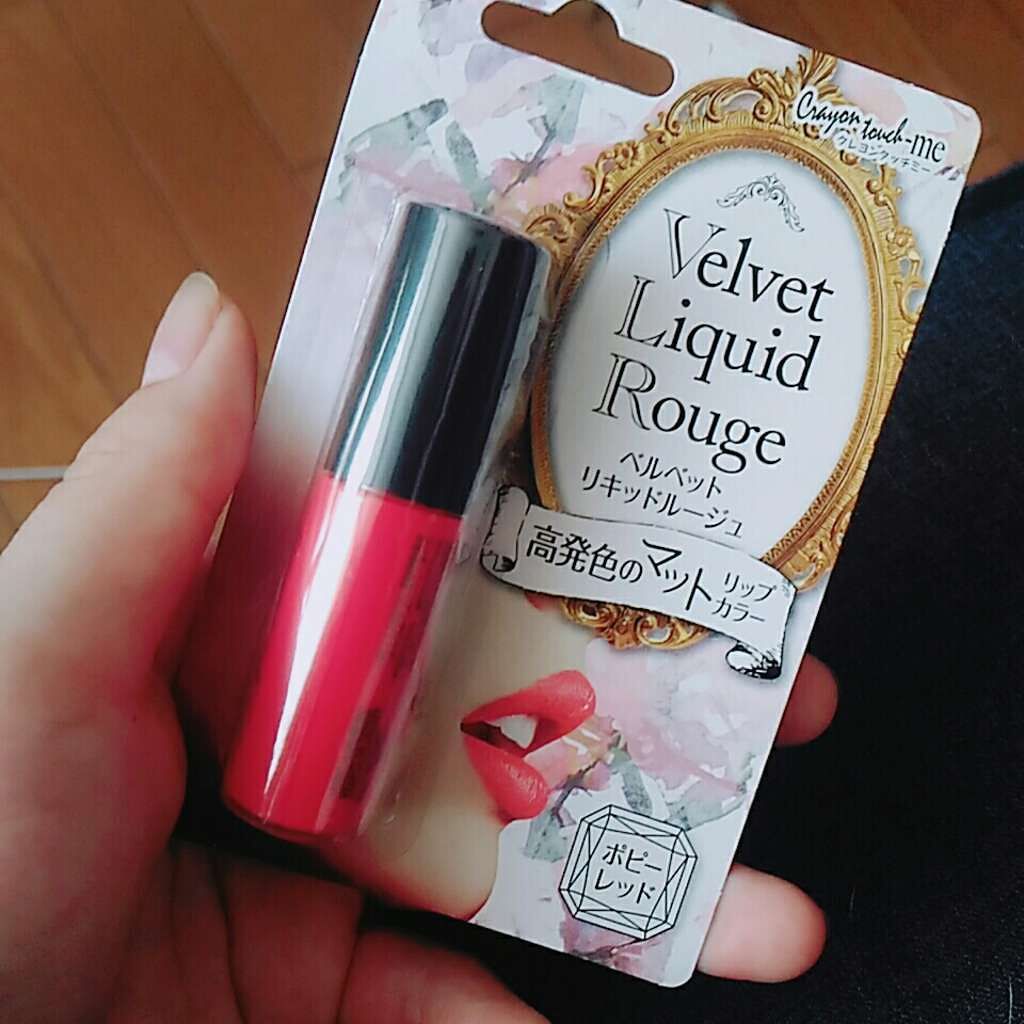 Crayon touch-me
クレヨンタッチミー
Velvet
Liquid
Rouge
ベルベット
リキッドルージュ
高発色のマットリップ
カラー
ポピー
レッド